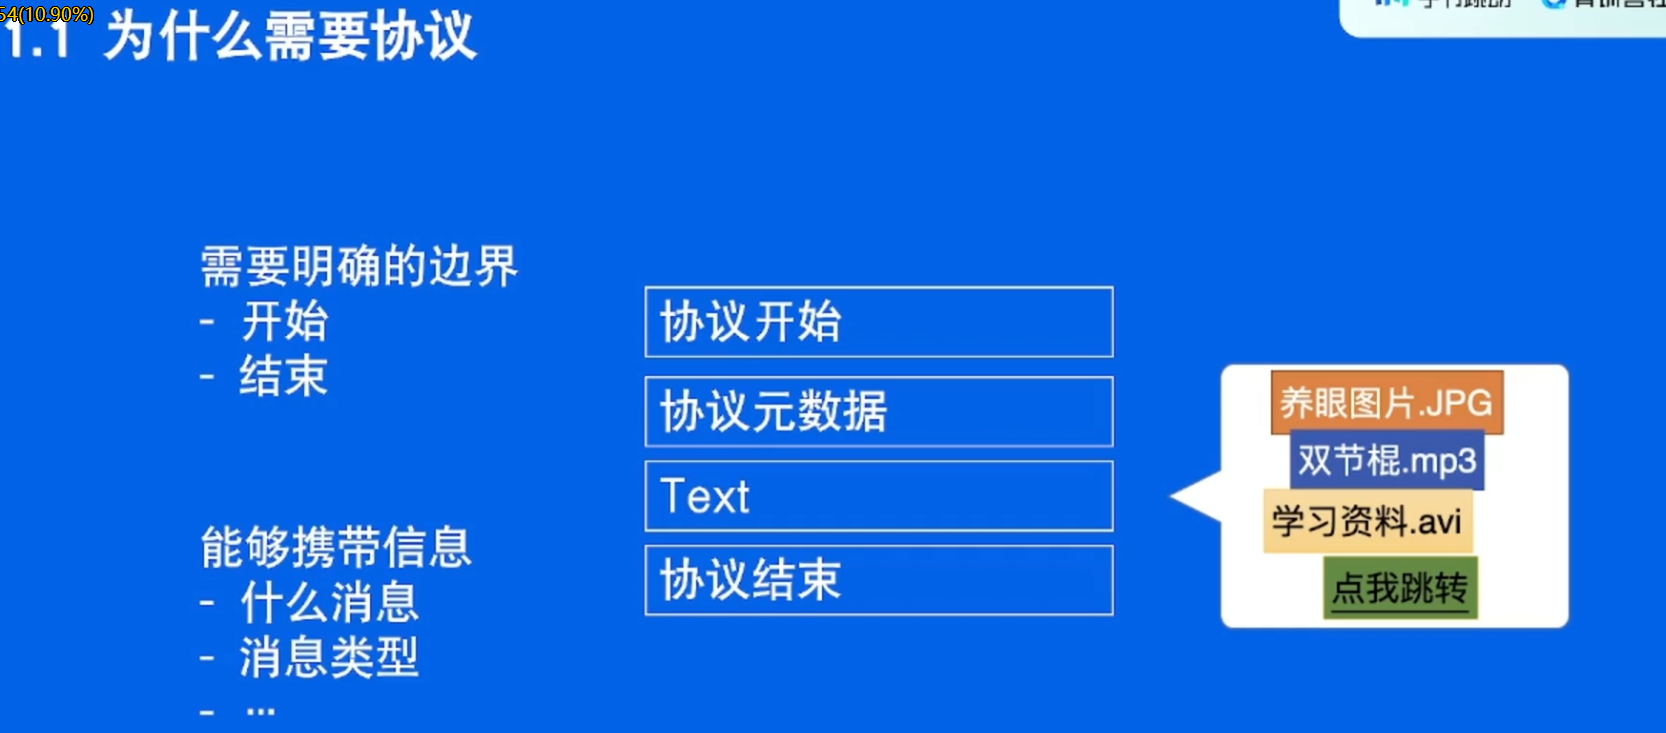 54(10.90%)
1.1 为什么需要协议
需要明确的边界
- 开始
- 结束
能够携带信息
- 什么消息
- 消息类型
- ...
协议开始
协议元数据
Text
协议结束
养眼图片.JPG
双节棍.mp3
学习资料.avi
点我跳转